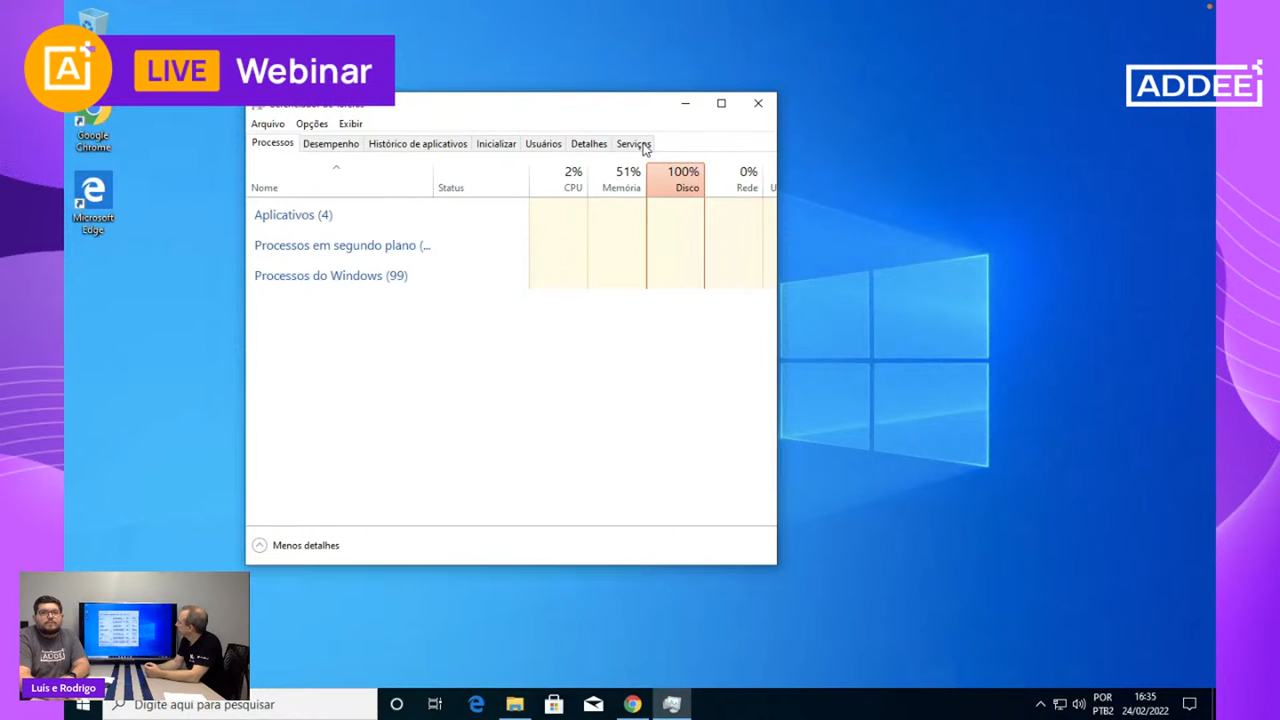 LIVE Webinar
ADDEE
Google
Chrome
Microsoft
Edge
Arquivo Opções Exibir
Processos Desempenho Histórico de aplicativos Inicializar Usuários Detalhes Serviços
2% 51% 100% 0%
Nome Status CPU Memória Disco Rede U
Aplicativos (4)
Processos em segundo plano (...
Processos do Windows (99)
Menos detalhes
ADDEE
Luís e Rodrigo
Digite aqui para pesquisar
POR
PTB2
16:35
24/02/2022